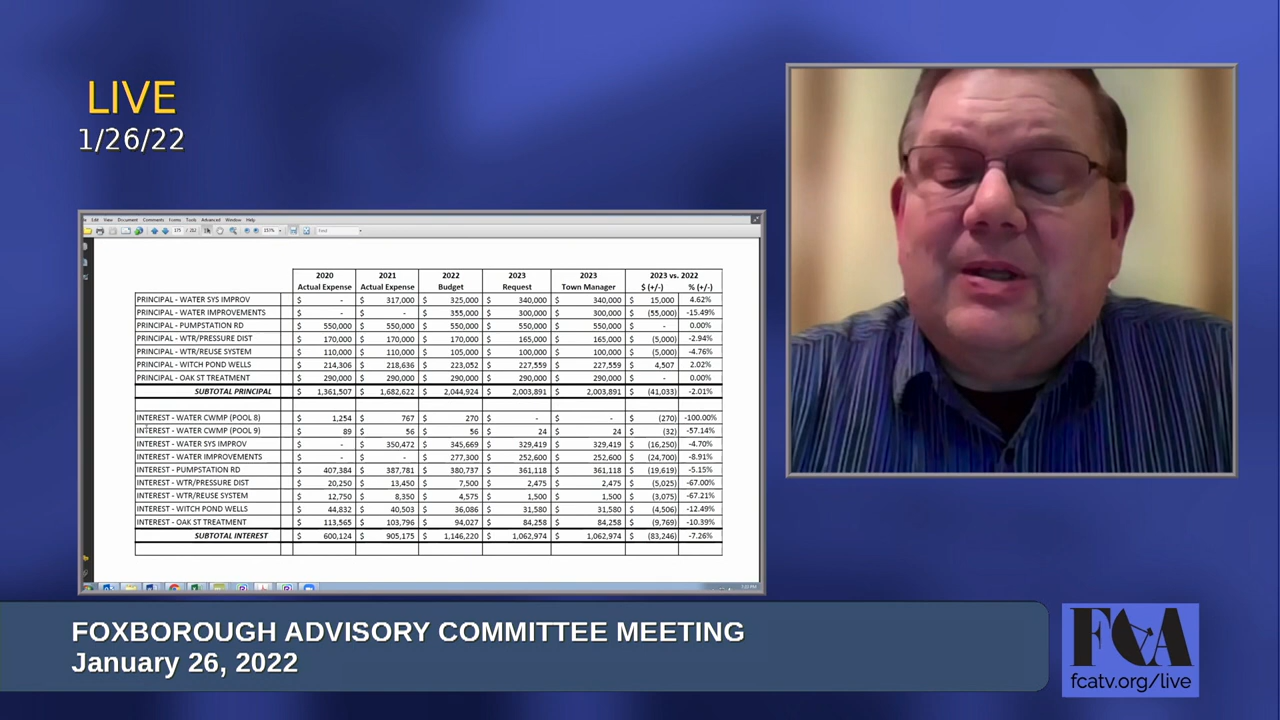 LIVE
1/26/22
Edit View Document Comments Forms Tools Advanced Window Help
175 / 212 155% Find
2020 2021 2022 2023 2023 2023 vs. 2022
Actual Expense Actual Expense Budget Request Town Manager $ (+/-) % (+/-)
PRINCIPAL - WATER SYS IMPROV $ - $ 317,000 $ 325,000 $ 340,000 $ 340,000 $ 15,000 4.62%
PRINCIPAL - WATER IMPROVEMENTS $ - $ - $ 355,000 $ 300,000 $ 300,000 $ (55,000) -15.49%
PRINCIPAL - PUMPSTATION RD $ 550,000 $ 550,000 $ 550,000 $ 550,000 $ 550,000 $ - 0.00%
PRINCIPAL - WTR/PRESSURE DIST $ 170,000 $ 170,000 $ 170,000 $ 165,000 $ 165,000 $ (5,000) -2.94%
PRINCIPAL - WTR/REUSE SYSTEM $ 110,000 $ 110,000 $ 105,000 $ 100,000 $ 100,000 $ (5,000) -4.76%
PRINCIPAL - WITCH POND WELLS $ 214,306 $ 218,636 $ 223,052 $ 227,559 $ 227,559 $ 4,507 2.02%
PRINCIPAL - OAK ST TREATMENT $ 290,000 $ 290,000 $ 290,000 $ 290,000 $ 290,000 $ - 0.00%
SUBTOTAL PRINCIPAL $ 1,361,507 $ 1,682,622 $ 2,044,924 $ 2,003,891 $ 2,003,891 $ (41,033) -2.01%
INTEREST - WATER CWMP (POOL 8) $ 1,254 $ 767 $ 270 $ - $ - $ (270) -100.00%
INTEREST - WATER CWMP (POOL 9) $ 89 $ 56 $ 56 $ 24 $ 24 $ (32) -57.14%
INTEREST - WATER SYS IMPROV $ - $ 350,472 $ 345,669 $ 329,419 $ 329,419 $ (16,250) -4.70%
INTEREST - WATER IMPROVEMENTS $ - $ - $ 277,300 $ 252,600 $ 252,600 $ (24,700) -8.91%
INTEREST - PUMPSTATION RD $ 407,384 $ 387,781 $ 380,737 $ 361,118 $ 361,118 $ (19,619) -5.15%
INTEREST - WTR/PRESSURE DIST $ 20,250 $ 13,450 $ 7,500 $ 2,475 $ 2,475 $ (5,025) -67.00%
INTEREST - WTR/REUSE SYSTEM $ 12,750 $ 8,350 $ 4,575 $ 1,500 $ 1,500 $ (3,075) -67.21%
INTEREST - WITCH POND WELLS $ 44,832 $ 40,503 $ 36,086 $ 31,580 $ 31,580 $ (4,506) -12.49%
INTEREST - OAK ST TREATMENT $ 113,565 $ 103,796 $ 94,027 $ 84,258 $ 84,258 $ (9,769) -10.39%
SUBTOTAL INTEREST $ 600,124 $ 905,175 $ 1,146,220 $ 1,062,974 $ 1,062,974 $ (83,246) -7.26%
FOXBOROUGH ADVISORY COMMITTEE MEETING
January 26, 2022
FCA
fcatv.org/live